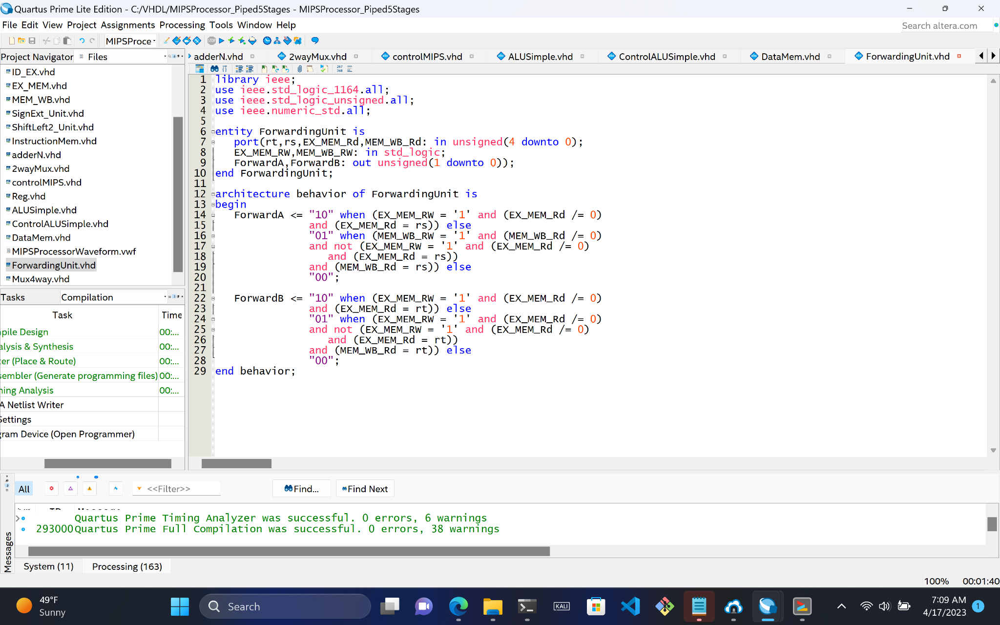 Quartus Prime Lite Edition - C:/VHDL/MIPSProcessor_Piped5Stages - MIPSProcessor_Piped5Stages
File Edit View Project Assignments Processing Tools Window Help
Search altera.com
MIPSProce
Project Navigator Files
adderN.vhd 2wayMux.vhd controlMIPS.vhd ALUSimple.vhd ControlALUSimple.vhd DataMem.vhd ForwardingUnit.vhd
ID_EX.vhd
EX_MEM.vhd
MEM_WB.vhd
SignExt_Unit.vhd
ShiftLeft2_Unit.vhd
InstructionMem.vhd
adderN.vhd
2wayMux.vhd
controlMIPS.vhd
Reg.vhd
ALUSimple.vhd
ControlALUSimple.vhd
DataMem.vhd
MIPSProcessorWaveform.vwf
ForwardingUnit.vhd
Mux4way.vhd
Tasks Compilation
Task Time
pile Design 00:...
alysis & Synthesis 00:...
ter (Place & Route) 00:...
sembler (Generate programming files) 00:...
ning Analysis 00:...
A Netlist Writer
Settings
gram Device (Open Programmer)
267
268
1 library ieee;
2 use ieee.std_logic_1164.all;
3 use ieee.std_logic_unsigned.all;
4 use ieee.numeric_std.all;
5
6 entity ForwardingUnit is
7 port(rt,rs,EX_MEM_Rd,MEM_WB_Rd: in unsigned(4 downto 0);
8 EX_MEM_RW,MEM_WB_RW: in std_logic;
9 ForwardA,ForwardB: out unsigned(1 downto 0));
10 end ForwardingUnit;
11
12 architecture behavior of ForwardingUnit is
13 begin
14 ForwardA <= "10" when (EX_MEM_RW = '1' and (EX_MEM_Rd /= 0)
15 and (EX_MEM_Rd = rs)) else
16 "01" when (MEM_WB_RW = '1' and (MEM_WB_Rd /= 0)
17 and not (EX_MEM_RW = '1' and (EX_MEM_Rd /= 0)
18 and (EX_MEM_Rd = rs))
19 and (MEM_WB_Rd = rs)) else
20 "00";
21
22 ForwardB <= "10" when (EX_MEM_RW = '1' and (EX_MEM_Rd /= 0)
23 and (EX_MEM_Rd = rt)) else
24 "01" when (EX_MEM_RW = '1' and (EX_MEM_Rd /= 0)
25 and not (EX_MEM_RW = '1' and (EX_MEM_Rd /= 0)
26 and (EX_MEM_Rd = rt))
27 and (MEM_WB_Rd = rt)) else
28 "00";
29 end behavior;
All <<Filter>> Find... Find Next
Quartus Prime Timing Analyzer was successful. 0 errors, 6 warnings
293000 Quartus Prime Full Compilation was successful. 0 errors, 38 warnings
Messages
System (11) Processing (163)
100% 00:01:40
49°F
Sunny
Search
KALI
7:09 AM
4/17/2023
1